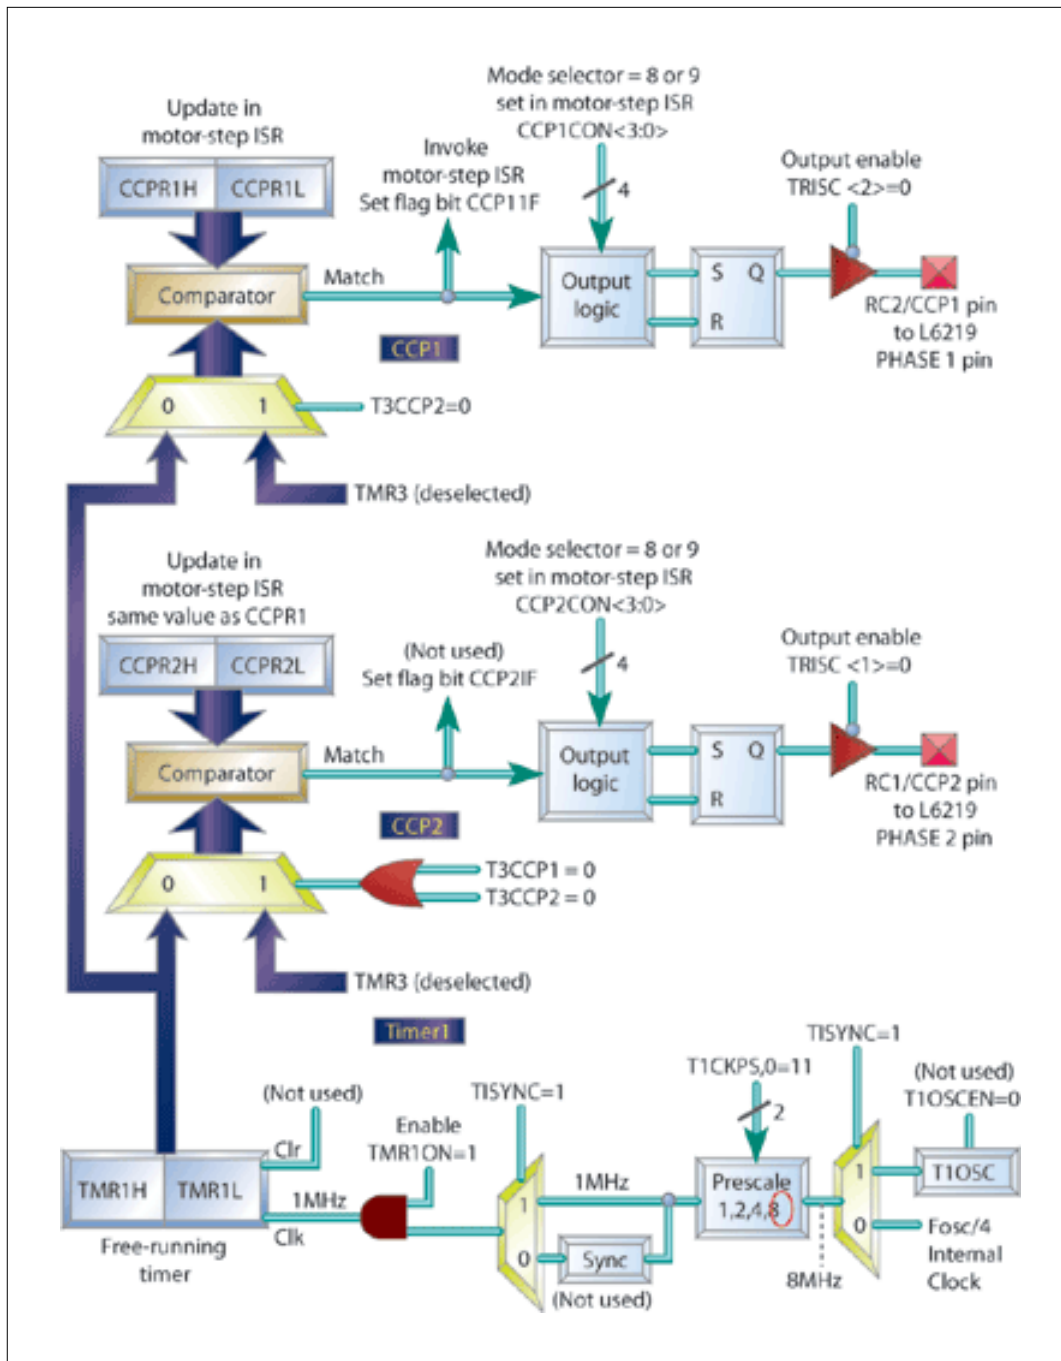 Mode selector = 8 or 9
set in motor-step ISR
CCP1CON<3:0>
Update in
motor-step ISR
Invoke
motor-step ISR
Set flag bit CCP11F
Output enable
TRISC <2>=0
CCPR1H
CCPR1L
4
Comparator
Match
Output
logic
S
Q
R
RC2/CCP1 pin
to L6219
PHASE 1 pin
CCP1
0
1
T3CCP2=0
TMR3 (deselected)
Mode selector = 8 or 9
set in motor-step ISR
CCP2CON<3:0>
Update in
motor-step ISR
same value as CCPR1
(Not used)
Set flag bit CCP2IF
Output enable
TRISC <1>=0
CCPR2H
CCPR2L
4
Comparator
Match
Output
logic
S
Q
R
RC1/CCP2 pin
to L6219
PHASE 2 pin
CCP2
0
1
T3CCP1 = 0
T3CCP2 = 0
TMR3 (deselected)
Timer1
TISYNC=1
T1CKPS,0=11
(Not used)
T1OSCEN=0
(Not used)
TISYNC=1
Enable
TMR1ON=1
2
Clr
TMR1H
TMR1L
1MHz
Clk
1
1MHz
Prescale
1,2,4,8
1
T1OSC
0
Sync
(Not used)
0
Fosc/4
Internal
Clock
8MHz
Free-running
timer